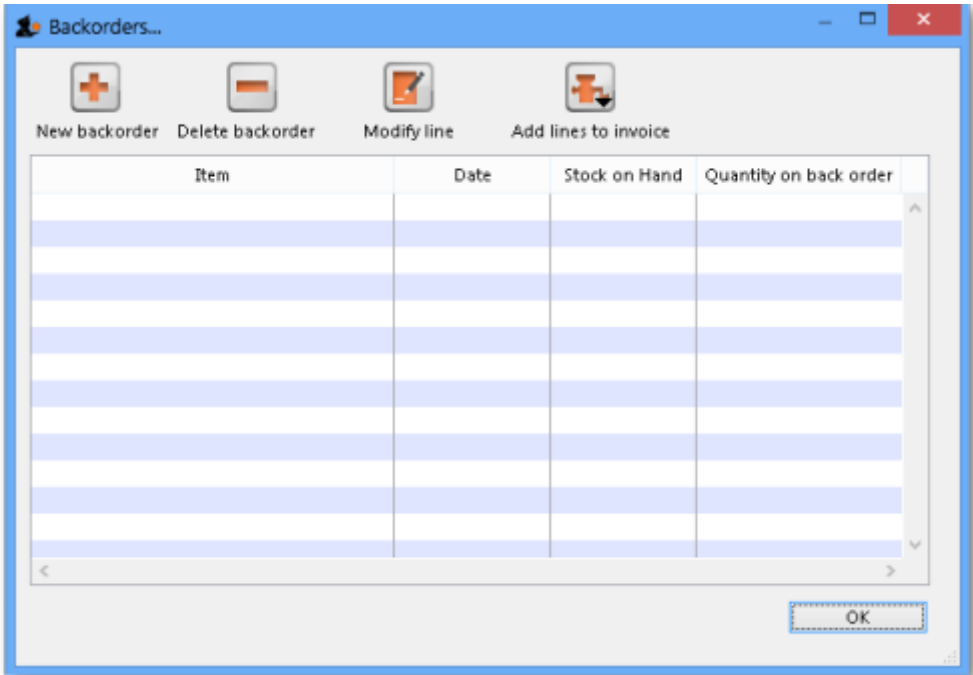 Backorders...
New backorder Delete backorder Modify line Add lines to invoice
Item Date Stock on Hand Quantity on back order
OK